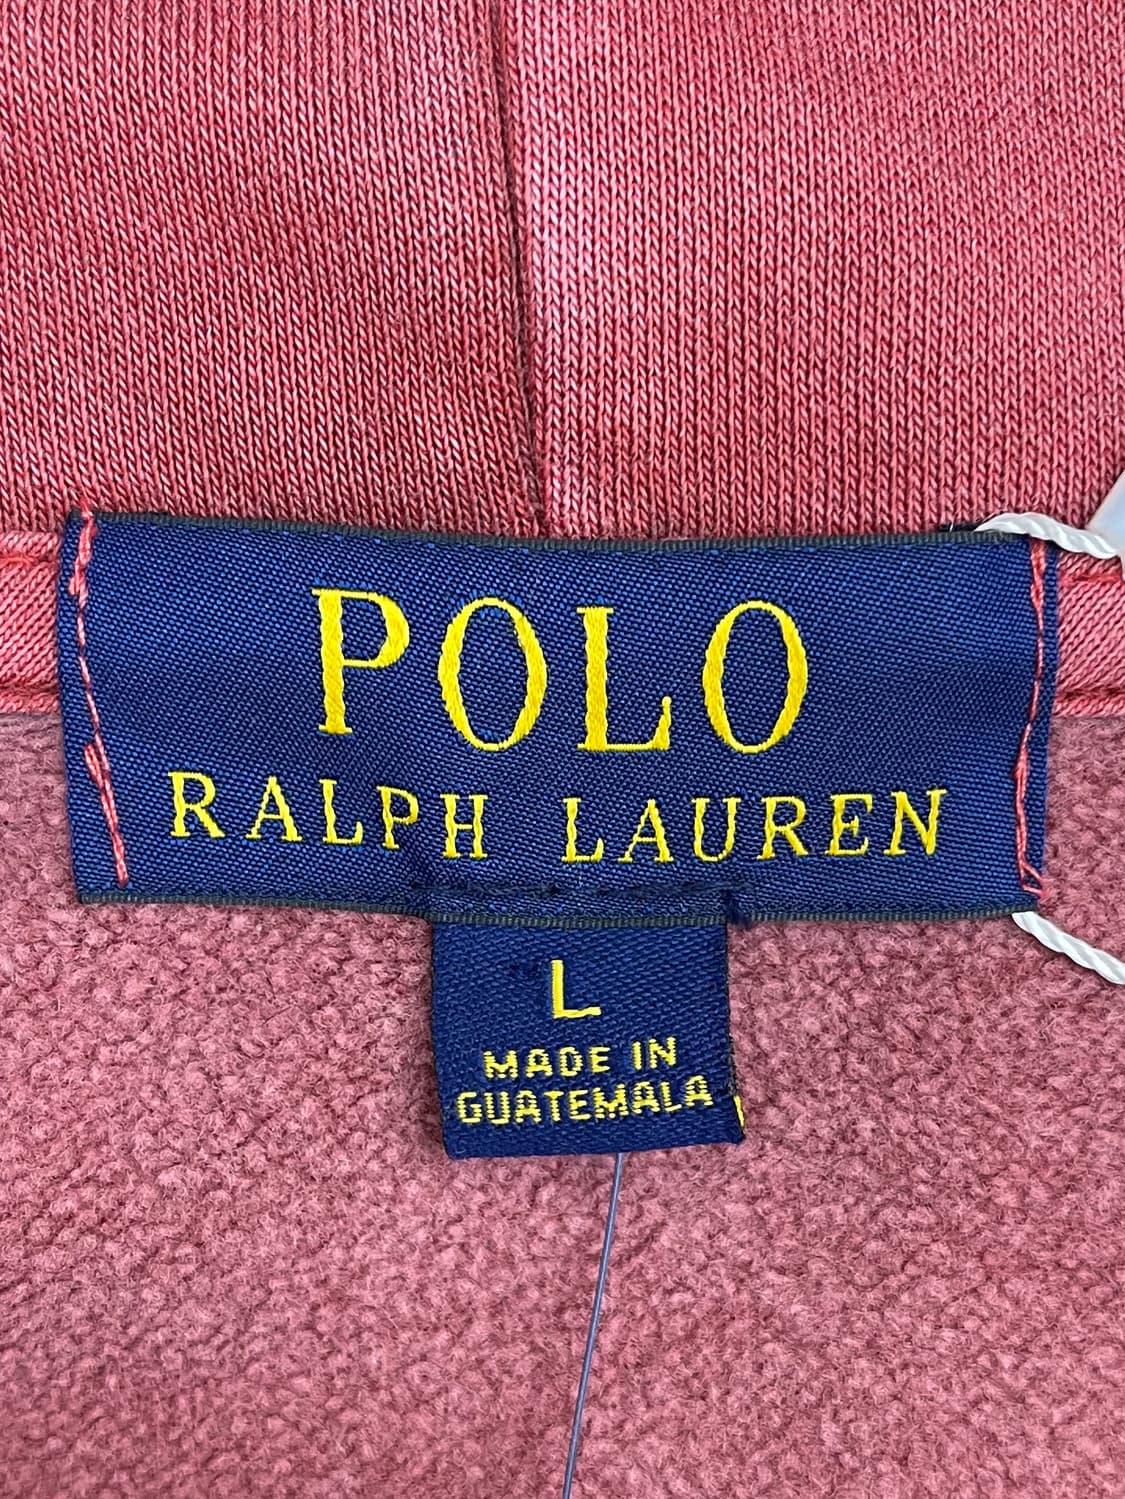 POLO
RALPH LAUREN
L
MADE IN
GUATEMALA